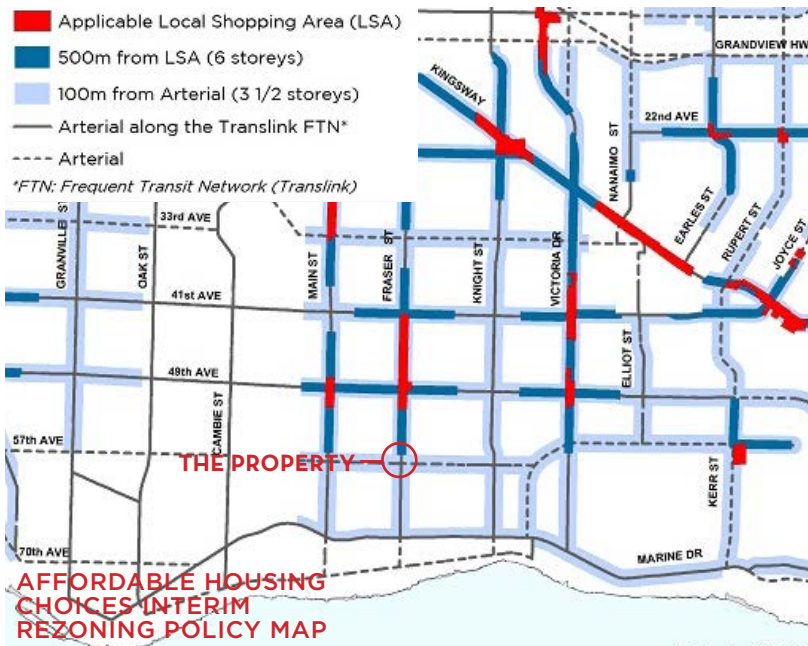 Applicable Local Shopping Area (LSA)
500m from LSA (6 storeys)
100m from Arterial (3 1/2 storeys)
Arterial along the Translink FTN*
Arterial
*FTN: Frequent Transit Network (Translink)
GRANDVIEW HW
KINGSWAY
22nd AVE
NANAIMO ST
EARLES ST
RUPERT ST
JOYCE ST
33rd AVE
GRANVILLE ST
OAK ST
MAIN ST
FRASER ST
KNIGHT ST
VICTORIA DR
41st AVE
ELLIOT ST
49th AVE
CAMBIE ST
57th AVE
THE PROPERTY
KERR ST
70th AVE
MARINE DR
AFFORDABLE HOUSING
CHOICES INTERIM
REZONING POLICY MAP